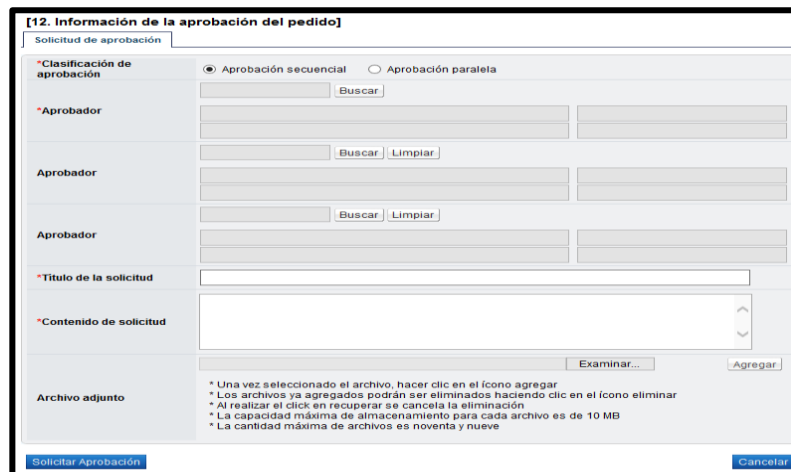 [12. Información de la aprobación del pedido]
Solicitud de aprobación
*Clasificación de aprobación
Aprobación secuencial Aprobación paralela
Buscar
*Aprobador
Buscar Limpiar
Aprobador
Buscar Limpiar
Aprobador
*Título de la solicitud
*Contenido de solicitud
Examinar... Agregar
Archivo adjunto
* Una vez seleccionado el archivo, hacer clic en el ícono agregar
* Los archivos ya agregados podrán ser eliminados haciendo clic en el ícono eliminar
* Al realizar el click en recuperar se cancela la eliminación
* La capacidad máxima de almacenamiento para cada archivo es de 10 MB
* La cantidad máxima de archivos es noventa y nueve
Solicitar Aprobación Cancelar